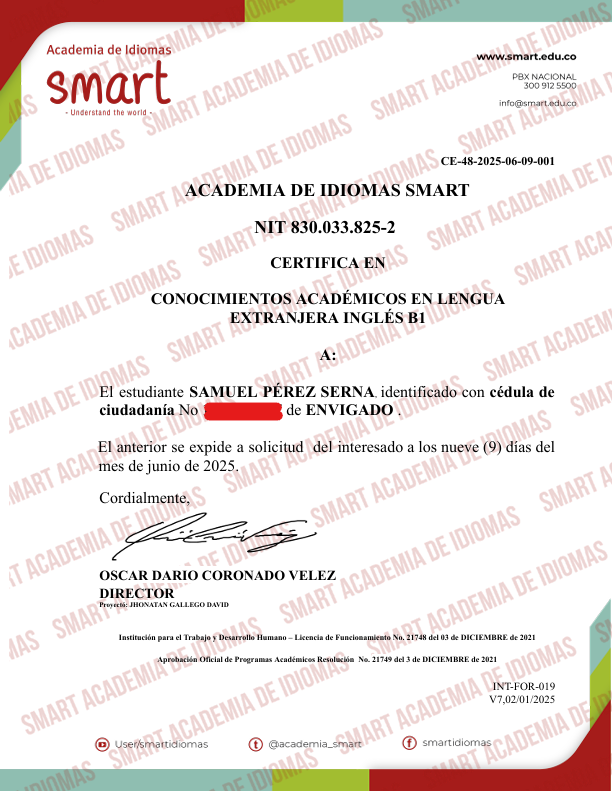 Academia de Idiomas
smart
- Understand the world -
www.smart.edu.co
PBX NACIONAL
300 912 5500
info@smart.edu.co
CE-48-2025-06-09-001
ACADEMIA DE IDIOMAS SMART
NIT 830.033.825-2
CERTIFICA EN
CONOCIMIENTOS ACADÉMICOS EN LENGUA
EXTRANJERA INGLÉS B1
A:
El estudiante SAMUEL PÉREZ SERNA, identificado con cédula de
ciudadanía No de ENVIGADO .
El anterior se expide a solicitud del interesado a los nueve (9) días del
mes de junio de 2025.
Cordialmente,
OSCAR DARIO CORONADO VELEZ
DIRECTOR
Proyectó: JHONATAN GALLEGO DAVID
Institución para el Trabajo y Desarrollo Humano – Licencia de Funcionamiento No. 21748 del 03 de DICIEMBRE de 2021
Aprobación Oficial de Programas Académicos Resolución No. 21749 del 3 de DICIEMBRE de 2021
INT-FOR-019
V7,02/01/2025
User/smartidiomas
@academia_smart
smartidiomas
SMART ACADEMIA DE IDIOMAS